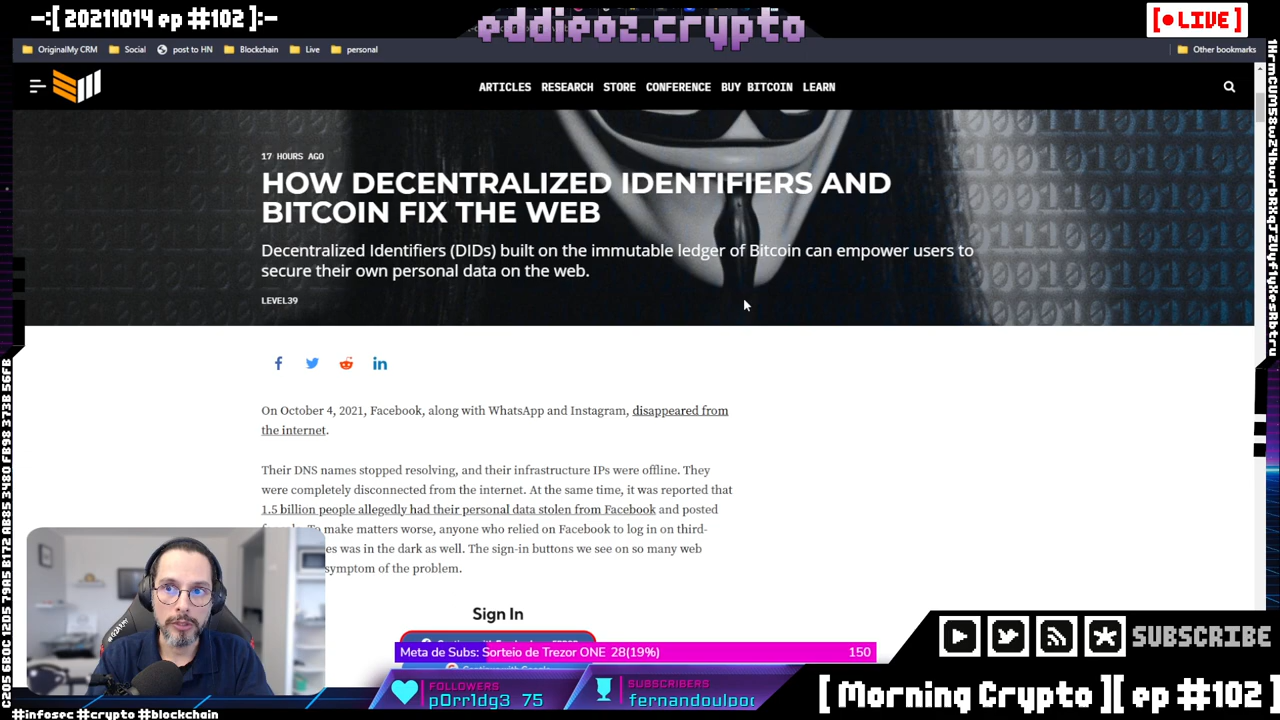 -:[ 20211014 ep #102 ]:-
eddieoz.crypto
[ LIVE ]
OriginalMy CRM
Social
post to HN
Blockchain
Live
personal
Other bookmarks
ARTICLES RESEARCH STORE CONFERENCE BUY BITCOIN LEARN
17 HOURS AGO
HOW DECENTRALIZED IDENTIFIERS AND
BITCOIN FIX THE WEB
Decentralized Identifiers (DIDs) built on the immutable ledger of Bitcoin can empower users to
secure their own personal data on the web.
LEVEL39
On October 4, 2021, Facebook, along with WhatsApp and Instagram, disappeared from
the internet.
Their DNS names stopped resolving, and their infrastructure IPs were offline. They
were completely disconnected from the internet. At the same time, it was reported that
1.5 billion people allegedly had their personal data stolen from Facebook and posted
make matters worse, anyone who relied on Facebook to log in on third-
was in the dark as well. The sign-in buttons we see on so many web
symptom of the problem.
Sign In
Meta de Subs: Sorteio de Trezor ONE 28(19%) 150
FOLLOWERS
p0rr1dg3 75
SUBSCRIBERS
fernandoulpoc
SUBSCRIBE
[ Morning Crypto ][ ep #102 ]
#infosec #crypto #blockchain